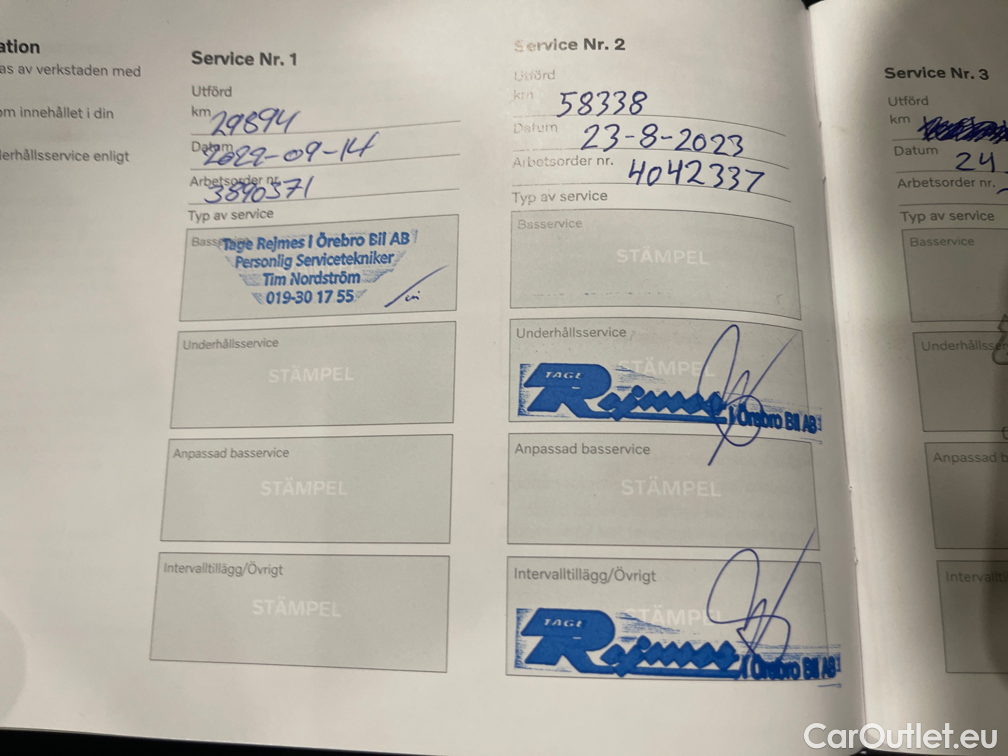 ation
as av verkstaden med
om innehållet i din
erhållsservice enligt
Service Nr. 1
Utförd
km 29894
Datum 2022-09-14
Arbetsorder nr. 3890371
Typ av service
Basservice
Tage Rejmes i Örebro Bil AB
Personlig Servicetekniker
Tim Nordström
019-30 17 55
Underhållsservice
STÄMPEL
Anpassad basservice
STÄMPEL
Intervalltillägg/Övrigt
STÄMPEL
Service Nr. 2
Utförd
km 58338
Datum 23-8-2023
Arbetsorder nr. 4042337
Typ av service
Basservice
STÄMPEL
Underhållsservice
STÄMPEL
TAGE
Rejmes i Örebro Bil AB
Anpassad basservice
STÄMPEL
Intervalltillägg/Övrigt
STÄMPEL
TAGE
Rejmes i Örebro Bil AB
Service Nr. 3
Utförd
km
Datum 24
Arbetsorder nr.
Typ av service
Basservice
Underhållsser
Anpassad b
Intervallti
CarOutlet.eu